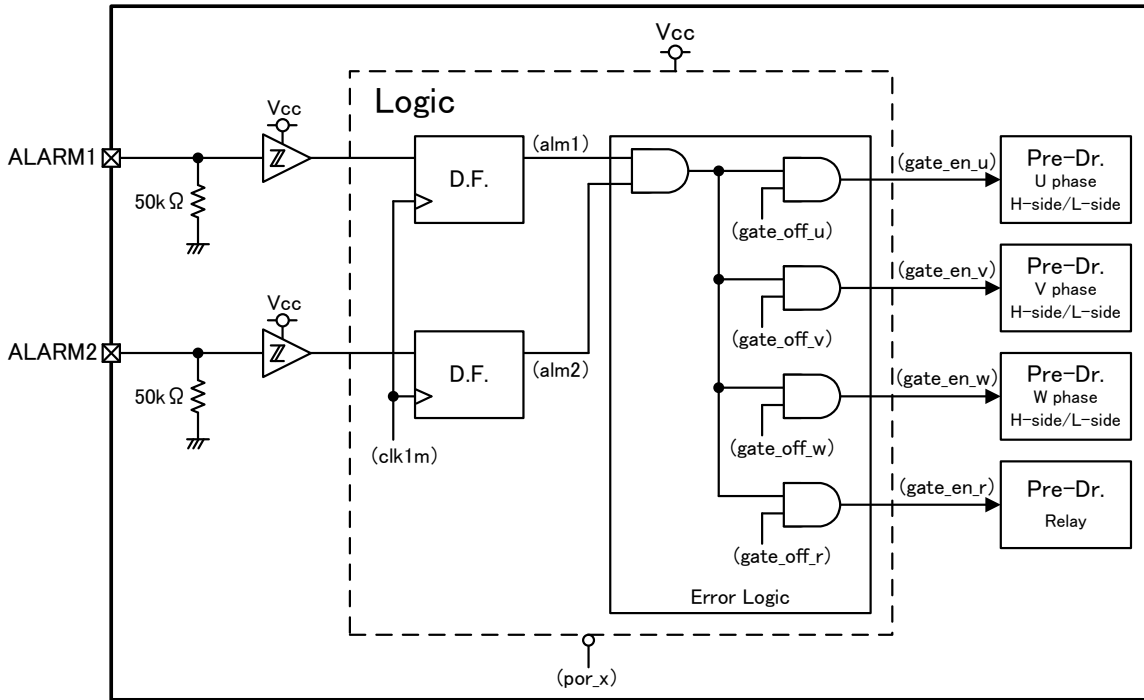 Vcc
Logic
Vcc
ALARM1
50kΩ
D.F.
(alm1)
(gate_en_u)
Pre-Dr.
U phase
H-side/L-side
(gate_off_u)
(gate_en_v)
Pre-Dr.
V phase
H-side/L-side
(gate_off_v)
Vcc
ALARM2
50kΩ
D.F.
(alm2)
(clk1m)
(gate_en_w)
Pre-Dr.
W phase
H-side/L-side
(gate_off_w)
(gate_en_r)
Pre-Dr.
Relay
(gate_off_r)
Error Logic
(por_x)